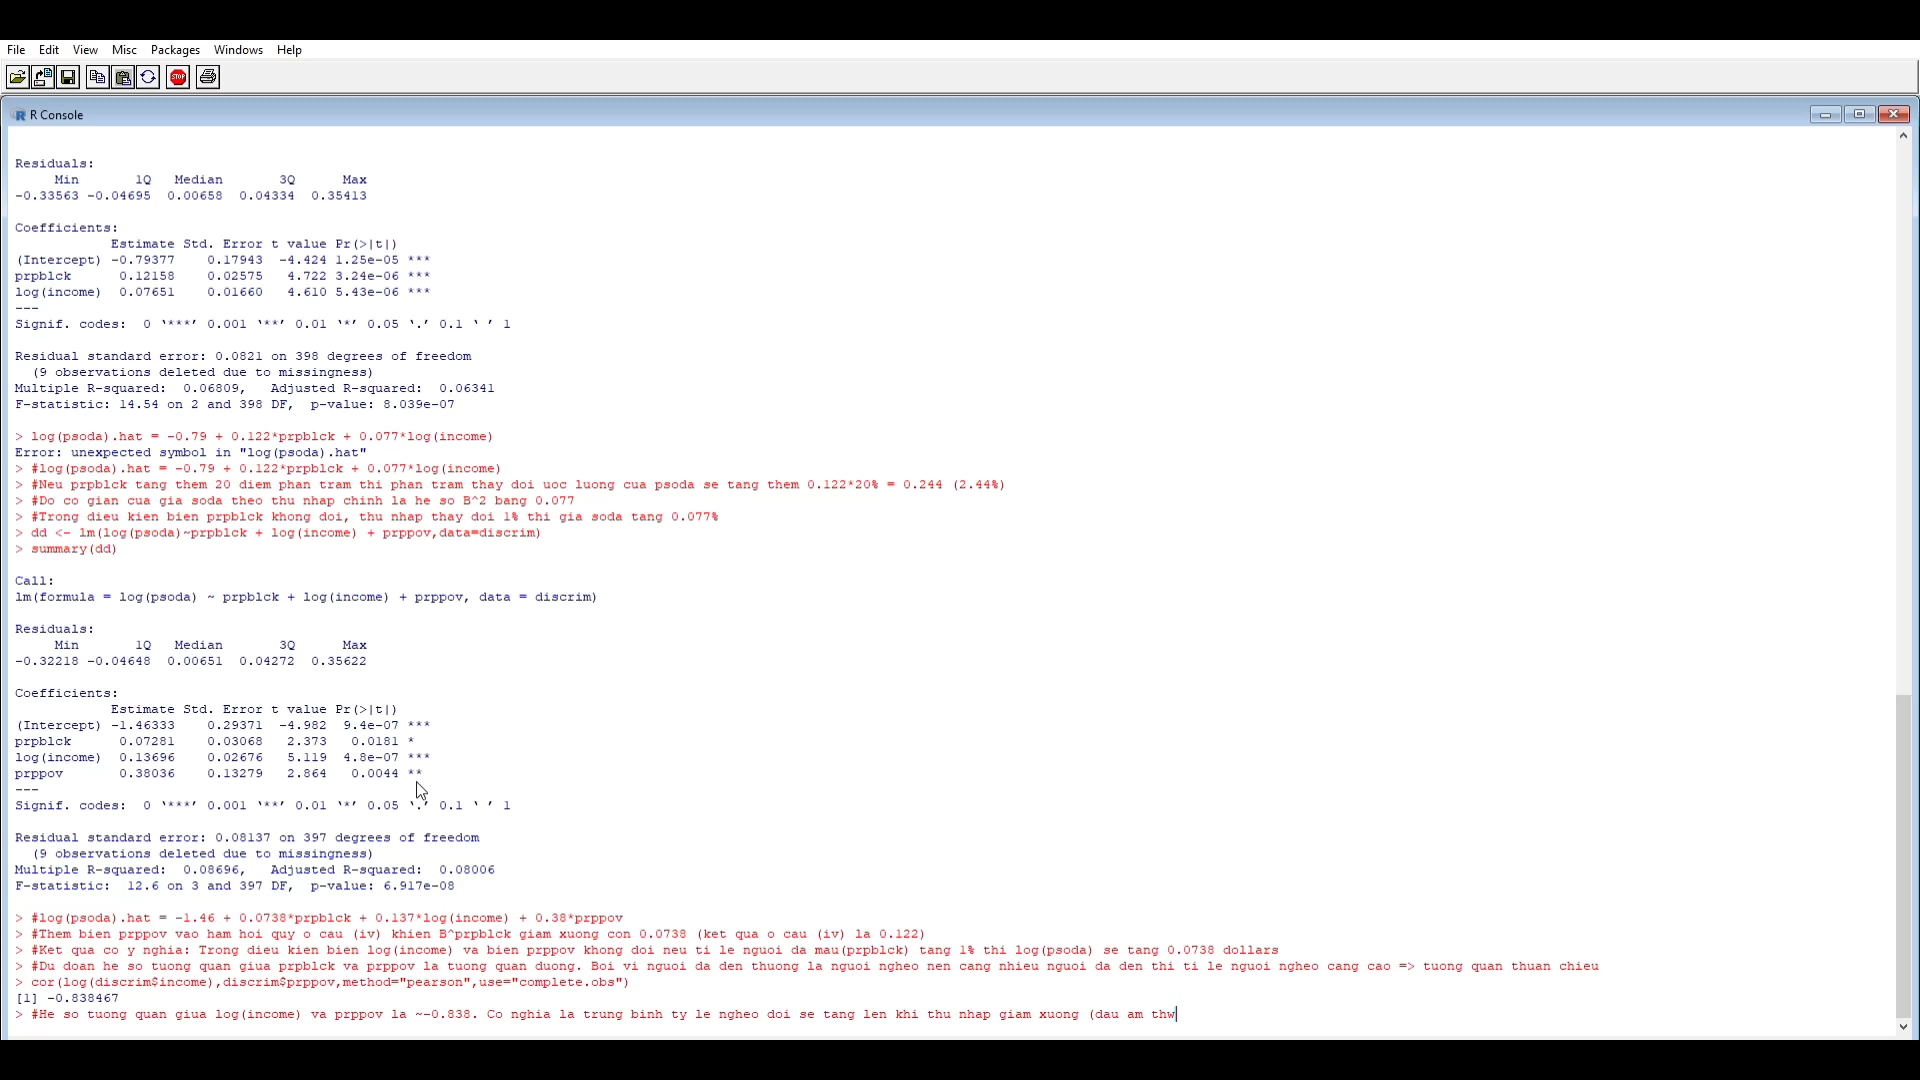 File Edit View Misc Packages Windows Help
STOP
R Console
Residuals:
Min 1Q Median 3Q Max
-0.33563 -0.04695 0.00658 0.04334 0.35413
Coefficients:
Estimate Std. Error t value Pr(>|t|)
(Intercept) -0.79377 0.17943 -4.424 1.25e-05 ***
prpblck 0.12158 0.02575 4.722 3.24e-06 ***
log(income) 0.07651 0.01660 4.610 5.43e-06 ***
---
Signif. codes: 0 ‘***’ 0.001 ‘**’ 0.01 ‘*’ 0.05 ‘.’ 0.1 ‘ ’ 1
Residual standard error: 0.0821 on 398 degrees of freedom
(9 observations deleted due to missingness)
Multiple R-squared: 0.06809, Adjusted R-squared: 0.06341
F-statistic: 14.54 on 2 and 398 DF, p-value: 8.039e-07
> log(psoda).hat = -0.79 + 0.122*prpblck + 0.077*log(income)
Error: unexpected symbol in "log(psoda).hat"
> #log(psoda).hat = -0.79 + 0.122*prpblck + 0.077*log(income)
> #Neu prpblck tang them 20 diem phan tram thi phan tram thay doi uoc luong cua psoda se tang them 0.122*20% = 0.244 (2.44%)
> #Do co gian cua gia soda theo thu nhap chinh la he so B^2 bang 0.077
> #Trong dieu kien bien prpblck khong doi, thu nhap thay doi 1% thi gia soda tang 0.077%
> dd <- lm(log(psoda)~prpblck + log(income) + prppov,data=discrim)
> summary(dd)
Call:
lm(formula = log(psoda) ~ prpblck + log(income) + prppov, data = discrim)
Residuals:
Min 1Q Median 3Q Max
-0.32218 -0.04648 0.00651 0.04272 0.35622
Coefficients:
Estimate Std. Error t value Pr(>|t|)
(Intercept) -1.46333 0.29371 -4.982 9.4e-07 ***
prpblck 0.07281 0.03068 2.373 0.0181 *
log(income) 0.13696 0.02676 5.119 4.8e-07 ***
prppov 0.38036 0.13279 2.864 0.0044 **
---
Signif. codes: 0 ‘***’ 0.001 ‘**’ 0.01 ‘*’ 0.05 ‘.’ 0.1 ‘ ’ 1
Residual standard error: 0.08137 on 397 degrees of freedom
(9 observations deleted due to missingness)
Multiple R-squared: 0.08696, Adjusted R-squared: 0.08006
F-statistic: 12.6 on 3 and 397 DF, p-value: 6.917e-08
> #log(psoda).hat = -1.46 + 0.0738*prpblck + 0.137*log(income) + 0.38*prppov
> #Them bien prppov vao ham hoi quy o cau (iv) khien B^prpblck giam xuong con 0.0738 (ket qua o cau (iv) la 0.122)
> #Ket qua co y nghia: Trong dieu kien bien log(income) va bien prppov khong doi neu ti le nguoi da mau(prpblck) tang 1% thi log(psoda) se tang 0.0738 dollars
> #Du doan he so tuong quan giua prpblck va prppov la tuong quan duong. Boi vi nguoi da den thuong la nguoi ngheo nen cang nhieu nguoi da den thi ti le nguoi ngheo cang cao => tuong quan thuan chieu
> cor(log(discrim$income),discrim$prppov,method="pearson",use="complete.obs")
[1] -0.838467
> #He so tuong quan giua log(income) va prppov la ~-0.838. Co nghia la trung binh ty le ngheo doi se tang len khi thu nhap giam xuong (dau am thw